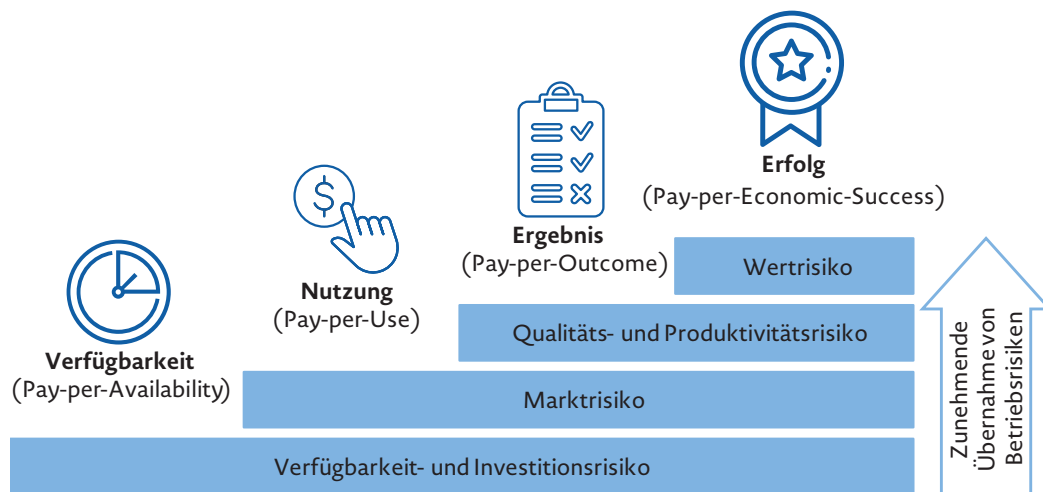 Erfolg
(Pay-per-Economic-Success)
Ergebnis
(Pay-per-Outcome)
Wertrisiko
Nutzung
(Pay-per-Use)
Qualitäts- und Produktivitätsrisiko
Verfügbarkeit
(Pay-per-Availability)
Marktrisiko
Verfügbarkeit- und Investitionsrisiko
Zunehmende
Übernahme von
Betriebsrisiken
$